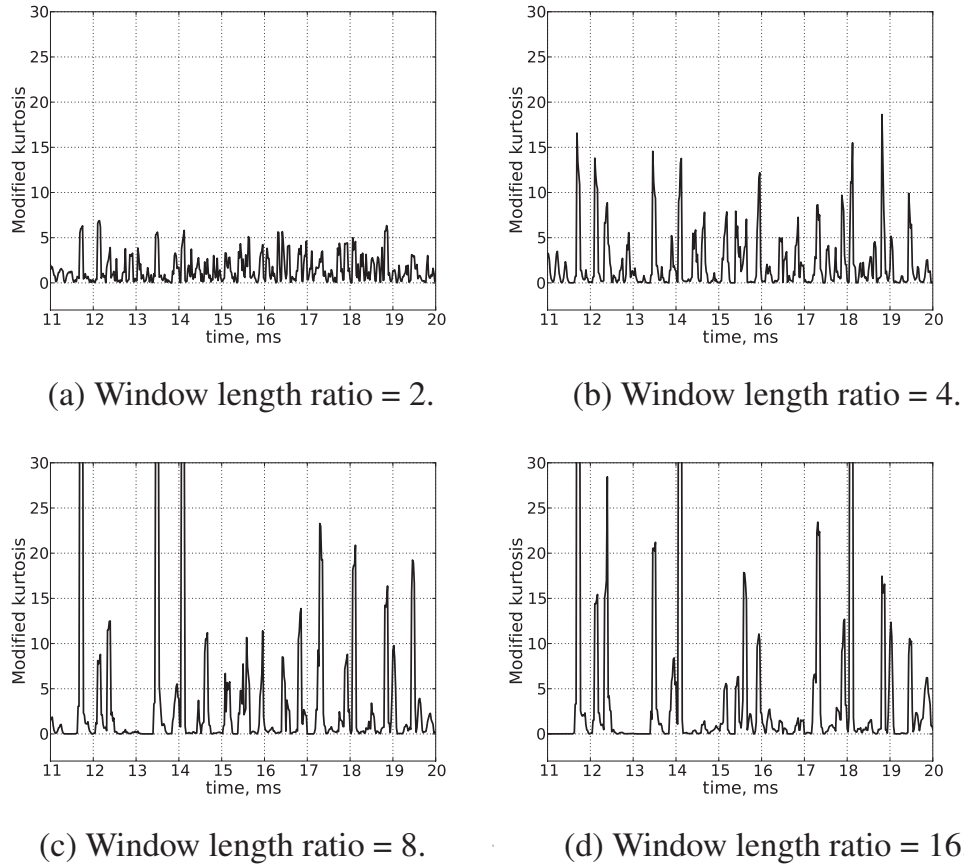 30
25
20
15
10
5
0
Modified kurtosis
11 12 13 14 15 16 17 18 19 20
time, ms
(a) Window length ratio = 2.
30
25
20
15
10
5
0
Modified kurtosis
11 12 13 14 15 16 17 18 19 20
time, ms
(b) Window length ratio = 4.
30
25
20
15
10
5
0
Modified kurtosis
11 12 13 14 15 16 17 18 19 20
time, ms
(c) Window length ratio = 8.
30
25
20
15
10
5
0
Modified kurtosis
11 12 13 14 15 16 17 18 19 20
time, ms
(d) Window length ratio = 16